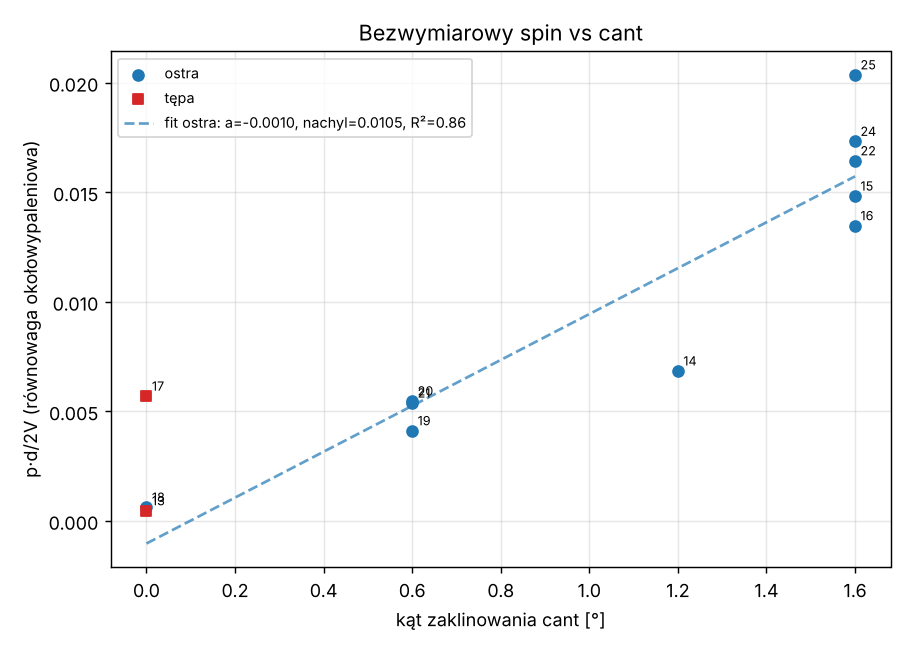 Bezwymiarowy spin vs cant
ostra
tępa
fit ostra: a=-0.0010, nachyl=0.0105, R²=0.86
p·d/2V (równowaga okołowypaleniowa)
0.020
0.015
0.010
0.005
0.000
25
24
22
15
16
14
20
19
17
18
0.0 0.2 0.4 0.6 0.8 1.0 1.2 1.4 1.6
kąt zaklinowania cant [°]